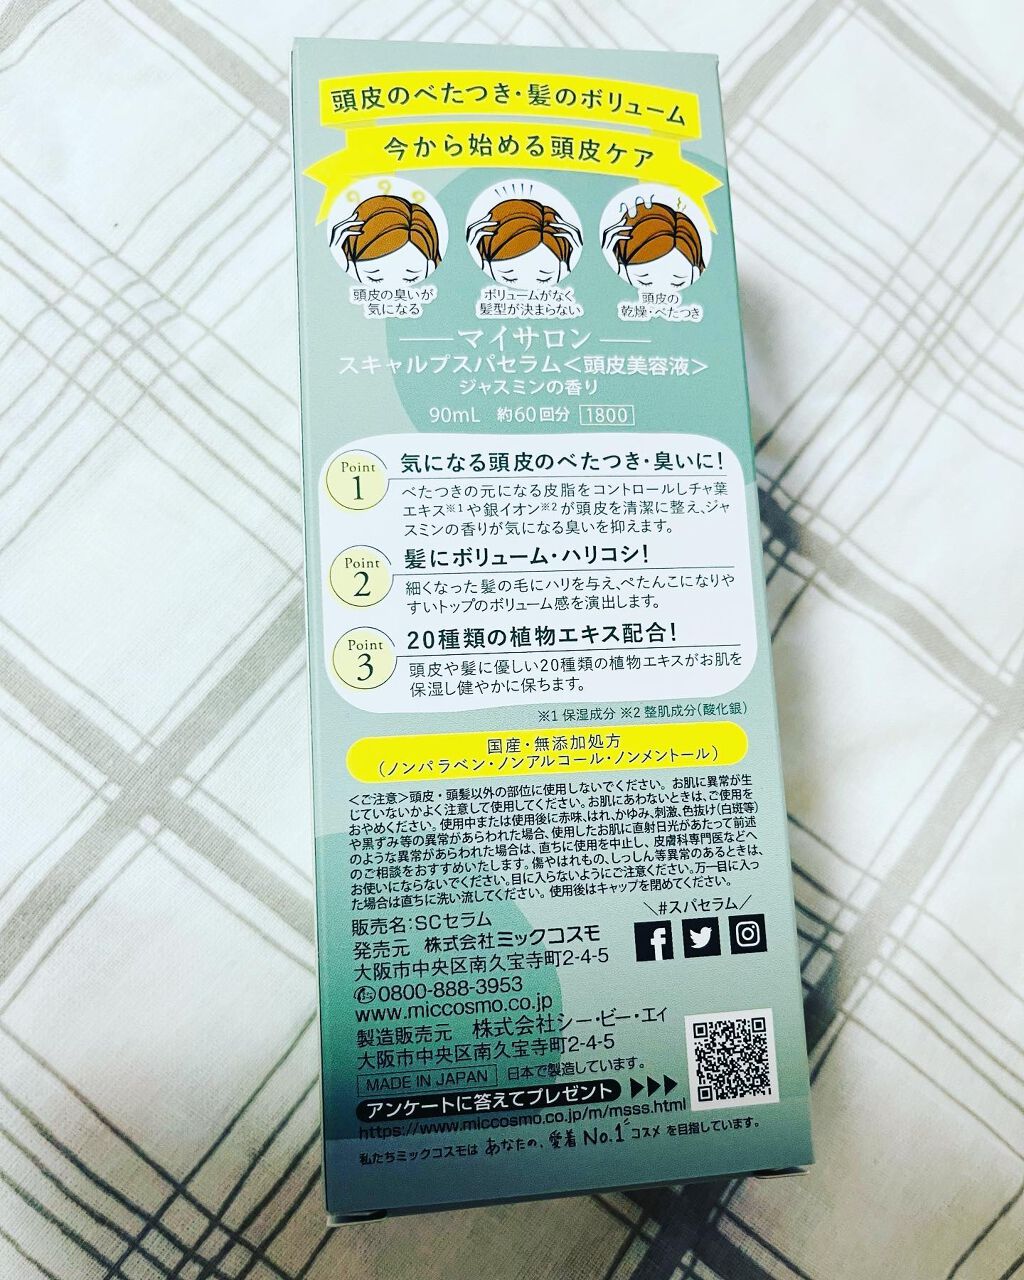 頭皮のべたつき・髪のボリューム
今から始める頭皮ケア
頭皮の臭いが
気になる
ボリュームがなく
髪型が決まらない
頭皮の
乾燥・べたつき
マイサロン
スキャルプスパセラム<頭皮美容液>
ジャスミンの香り
90mL 約60回分 1800
Point
1
気になる頭皮のべたつき・臭いに!
べたつきの元になる皮脂をコントロールしチャ葉
エキス※1や銀イオン※2が頭皮を清潔に整え、ジャ
スミンの香りが気になる臭いを抑えます。
Point
2
髪にボリューム・ハリコシ!
細くなった髪の毛にハリを与え、ぺたんこになりや
すいトップのボリューム感を演出します。
Point
3
20種類の植物エキス配合!
頭皮や髪に優しい20種類の植物エキスがお肌を
保湿し健やかに保ちます。
※1 保湿成分 ※2 整肌成分(酸化銀)
国産・無添加処方
(ノンパラベン・ノンアルコール・ノンメントール)
<ご注意>頭皮・頭髪以外の部位に使用しないでください。お肌に異常が生
じていないかよく注意して使用してください。お肌にあわないときは、ご使用を
おやめください。使用中または使用後に赤味、はれ、かゆみ、刺激、色抜け(白斑等)
や黒ずみ等の異常があらわれた場合、使用したお肌に直射日光があたって前述
のような異常があらわれた場合は、直ちに使用を中止し、皮膚科専門医などへ
のご相談をおすすめいたします。傷やはれもの、しっしん等異常のあるときは、
お使いにならないでください。目に入らないようにご注意ください。万一目に入っ
た場合は直ちに洗い流してください。使用後はキャップを閉めてください。
\#スパセラム/
販売名:SCセラム
発売元 株式会社ミックコスモ
大阪市中央区南久宝寺町2-4-5
0800-888-3953
www.miccosmo.co.jp
製造販売元 株式会社シー・ビー・エィ
大阪市中央区南久宝寺町2-4-5
MADE IN JAPAN 日本で製造しています。
アンケートに答えてプレゼント
https://www.miccosmo.co.jp/m/msss.html
私たちミックコスモは あなたの、愛着 No.1コスメ を目指しています。